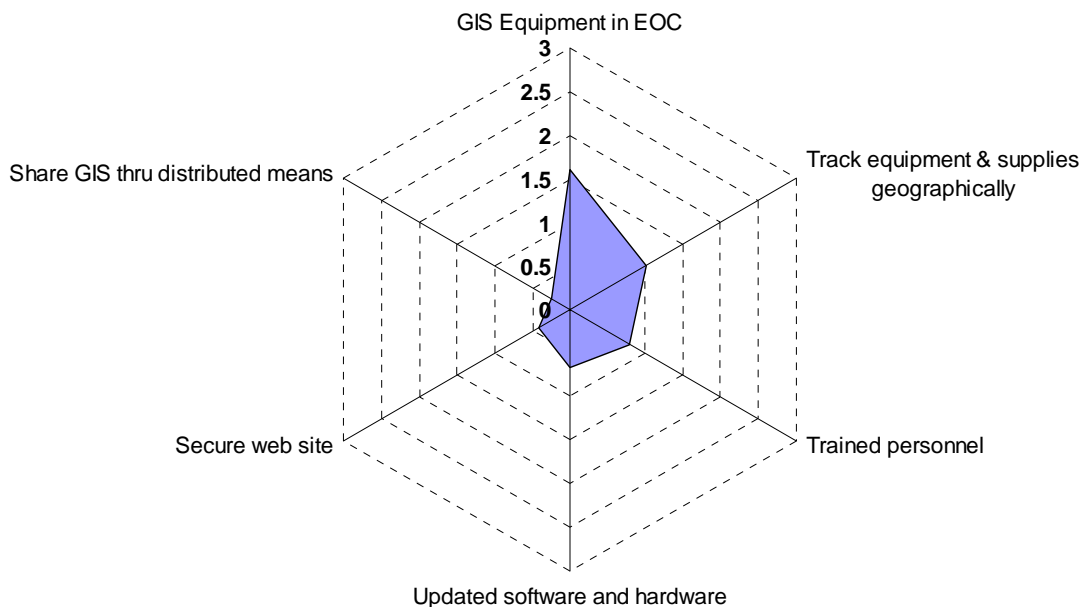 GIS Equipment in EOC
3
2.5
2
1.5
1
0.5
0
Track equipment & supplies
geographically
Trained personnel
Updated software and hardware
Secure web site
Share GIS thru distributed means